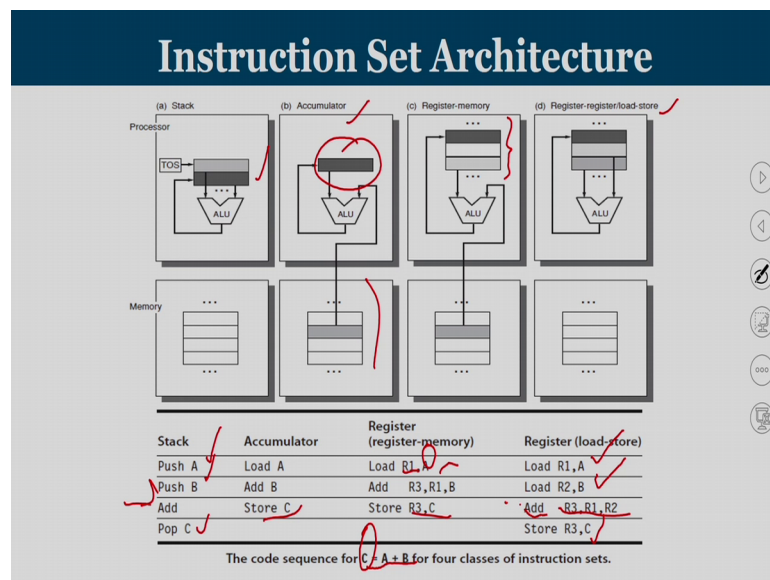 Instruction Set Architecture
(a) Stack (b) Accumulator (c) Register-memory (d) Register-register/load-store
Processor
TOS
... ... ...
... ... ...
ALU ALU ALU ALU
Memory
... ... ... ...
... ... ... ...
Register
Stack Accumulator (register-memory) Register (load-store)
Push A Load A Load R1,A Load R1,A
Push B Add B Add R3,R1,B Load R2,B
Add Store C Store R3,C Add R3,R1,R2
Pop C Store R3,C
The code sequence for C = A + B for four classes of instruction sets.